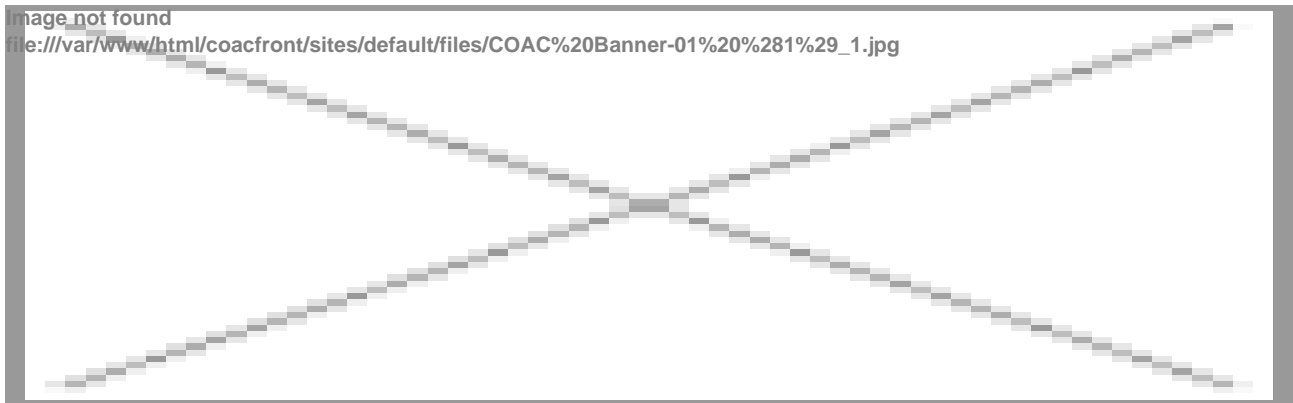 Image not found
file:///var/www/html/coacfront/sites/default/files/COAC%20Banner-01%20%281%29_1.jpg